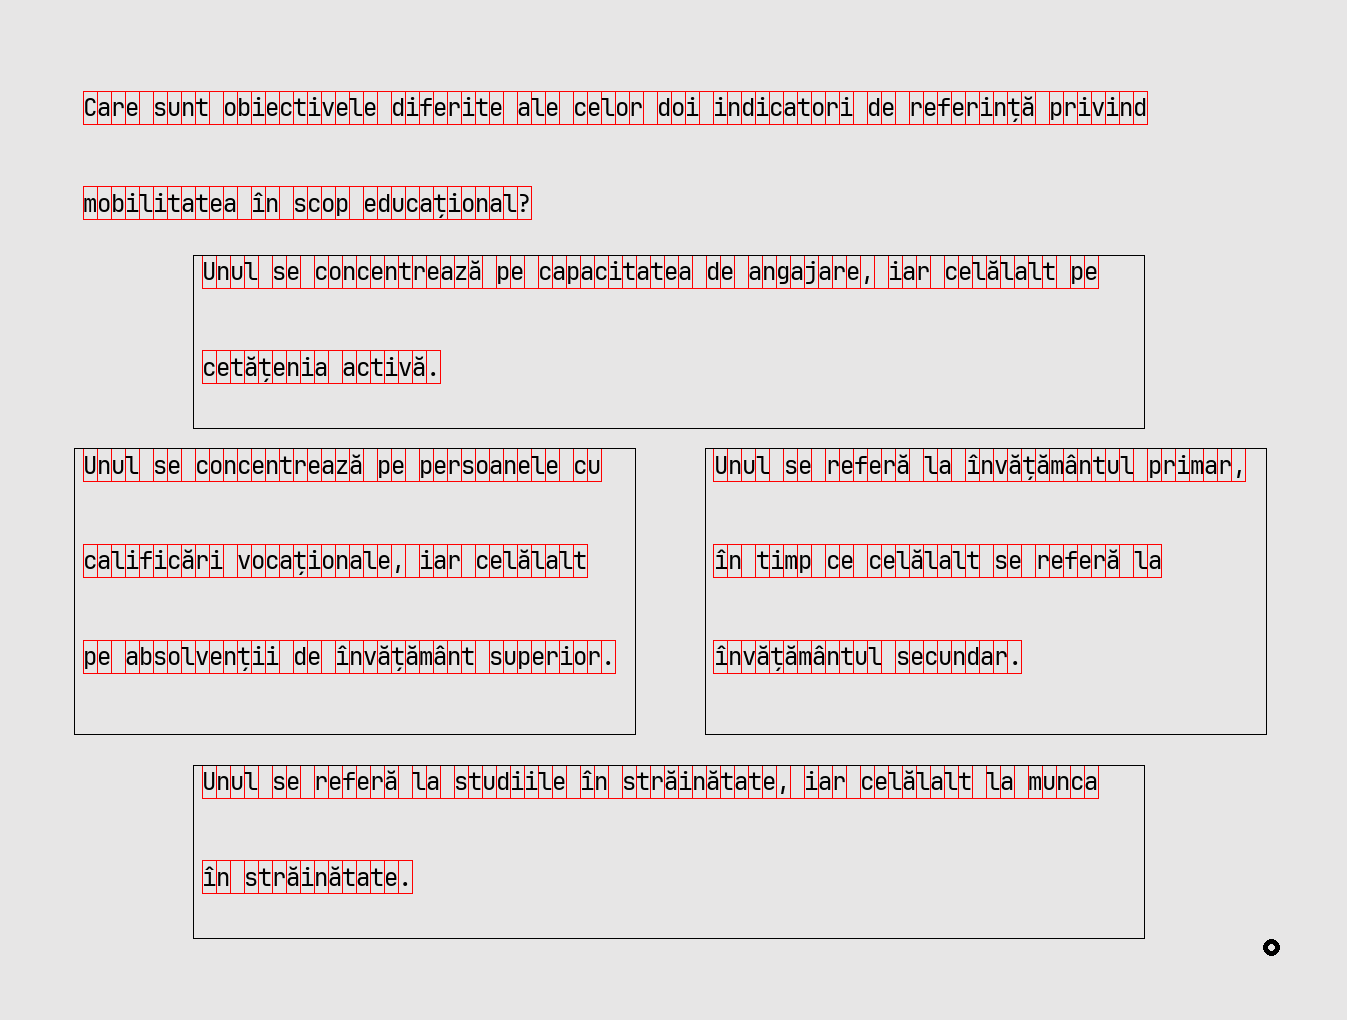 Care sunt obiectivele diferite ale celor doi indicatori de referință privind
mobilitatea în scop educațional?
Unul se concentrează pe capacitatea de angajare, iar celălalt pe
cetățenia activă.
Unul se concentrează pe persoanele cu
calificări vocaționale, iar celălalt
pe absolvenții de învățământ superior.
Unul se referă la învățământul primar,
în timp ce celălalt se referă la
învățământul secundar.
Unul se referă la studiile în străinătate, iar celălalt la munca
în străinătate.